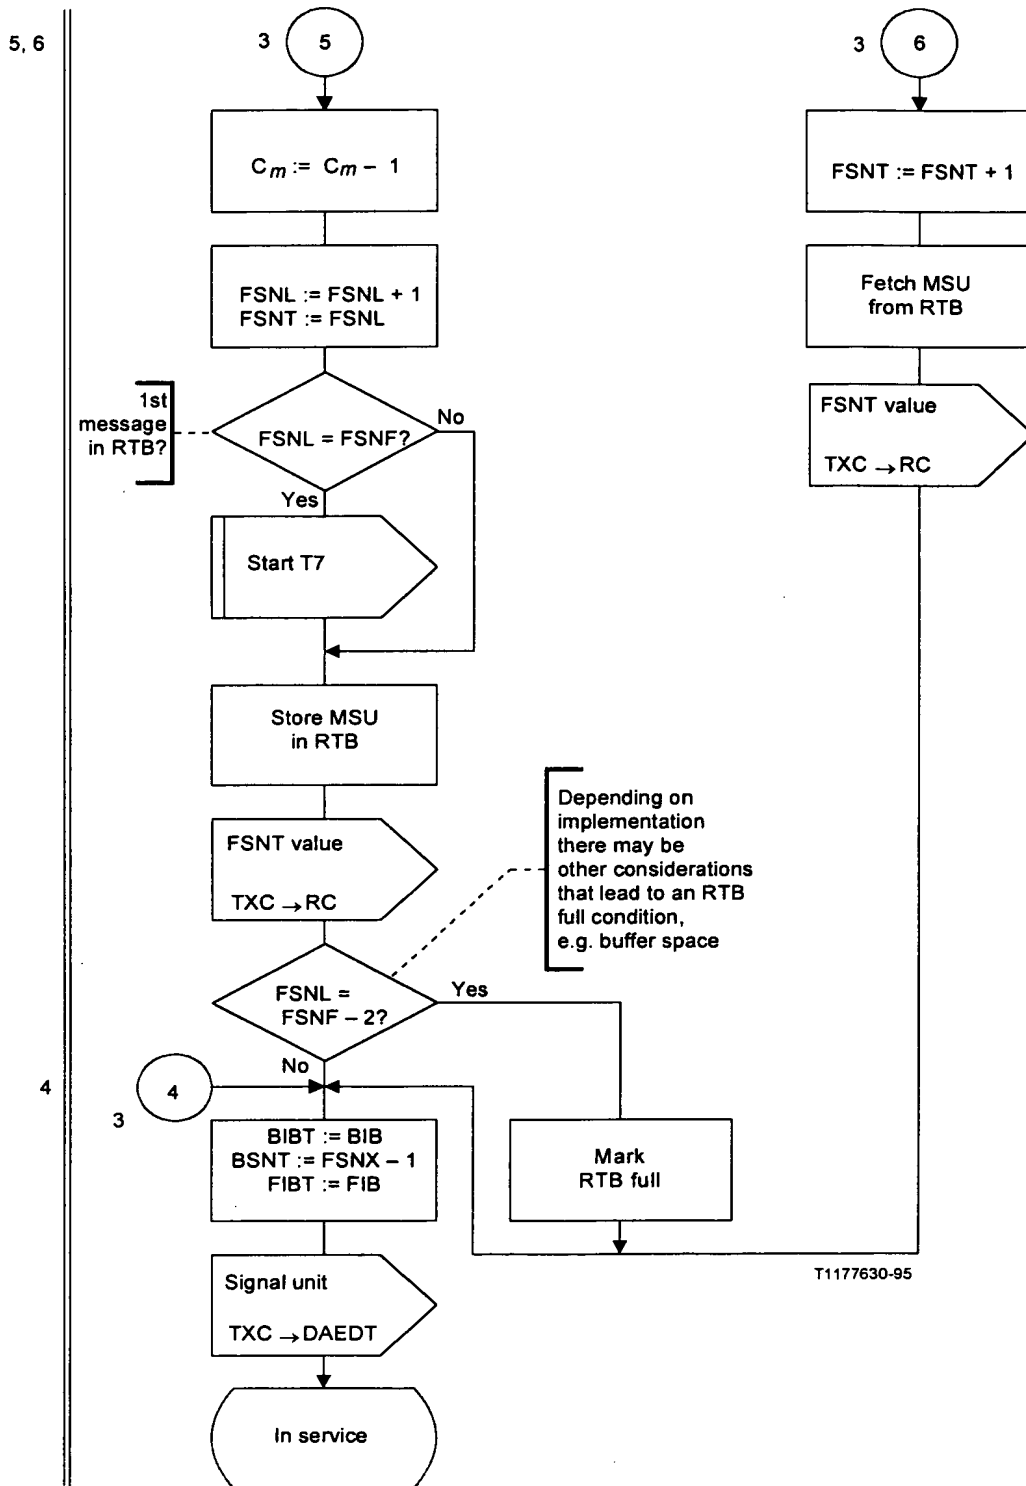 5, 6
3
5
3
6
C m := C m – 1
FSNT := FSNT + 1
FSNL := FSNL + 1
FSNT := FSNL
Fetch MSU
from RTB
1st
message
in RTB?
FSNL = FSNF?
No
Yes
FSNT value
TXC → RC
Start T7
Store MSU
in RTB
FSNT value
TXC → RC
Depending on
implementation
there may be
other considerations
that lead to an RTB
full condition,
e.g. buffer space
FSNL =
FSNF – 2?
Yes
No
4
3
4
BIBT := BIB
BSNT := FSNX – 1
FIBT := FIB
Mark
RTB full
T1177630-95
Signal unit
TXC → DAEDT
In service